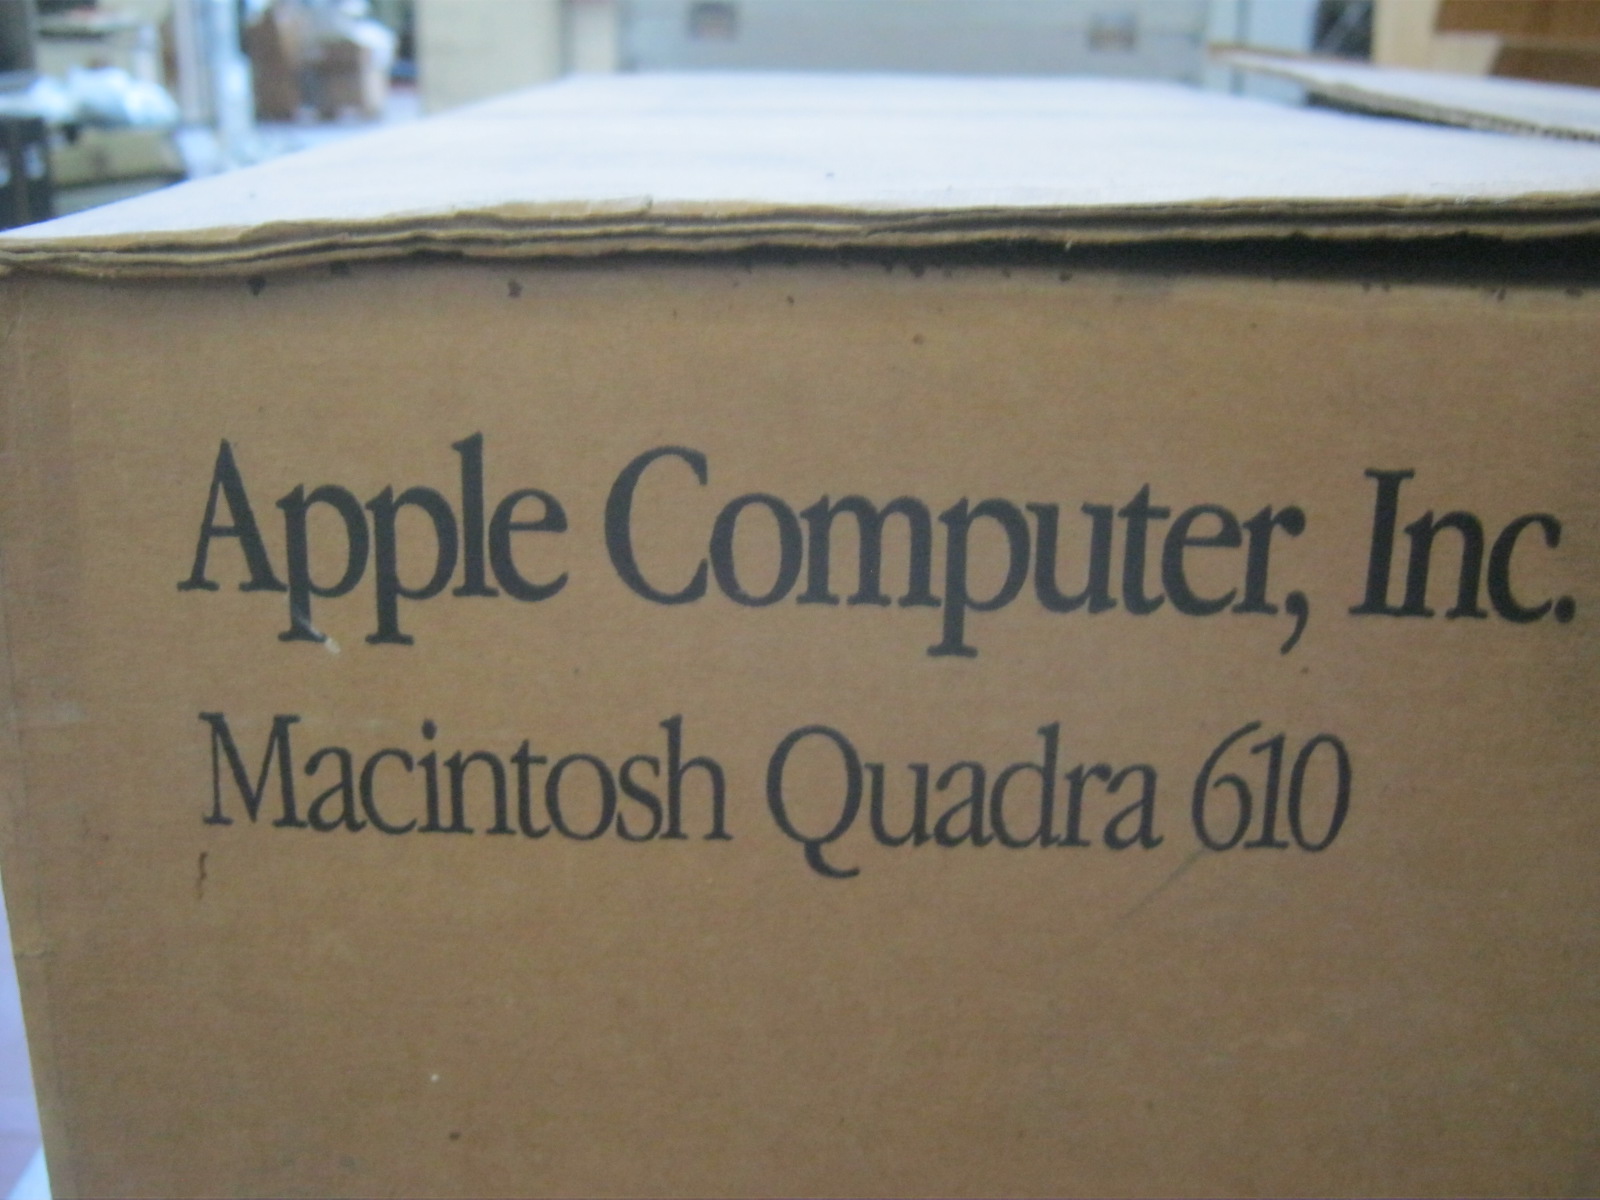 Apple Computer, Inc.
Macintosh Quadra 610